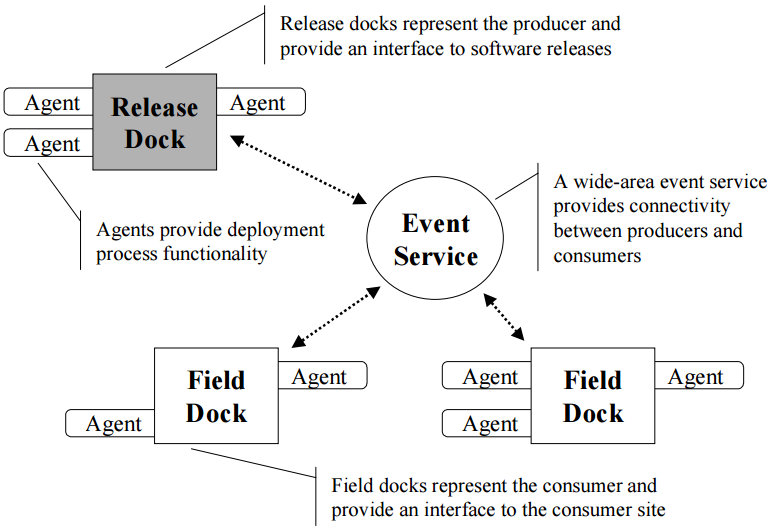 Release docks represent the producer and
provide an interface to software releases
Agent
Release
Dock
Agent
Agent
A wide-area event service
provides connectivity
between producers and
consumers
Event
Service
Agents provide deployment
process functionality
Field
Dock
Agent
Agent
Agent
Field
Dock
Agent
Agent
Field docks represent the consumer and
provide an interface to the consumer site